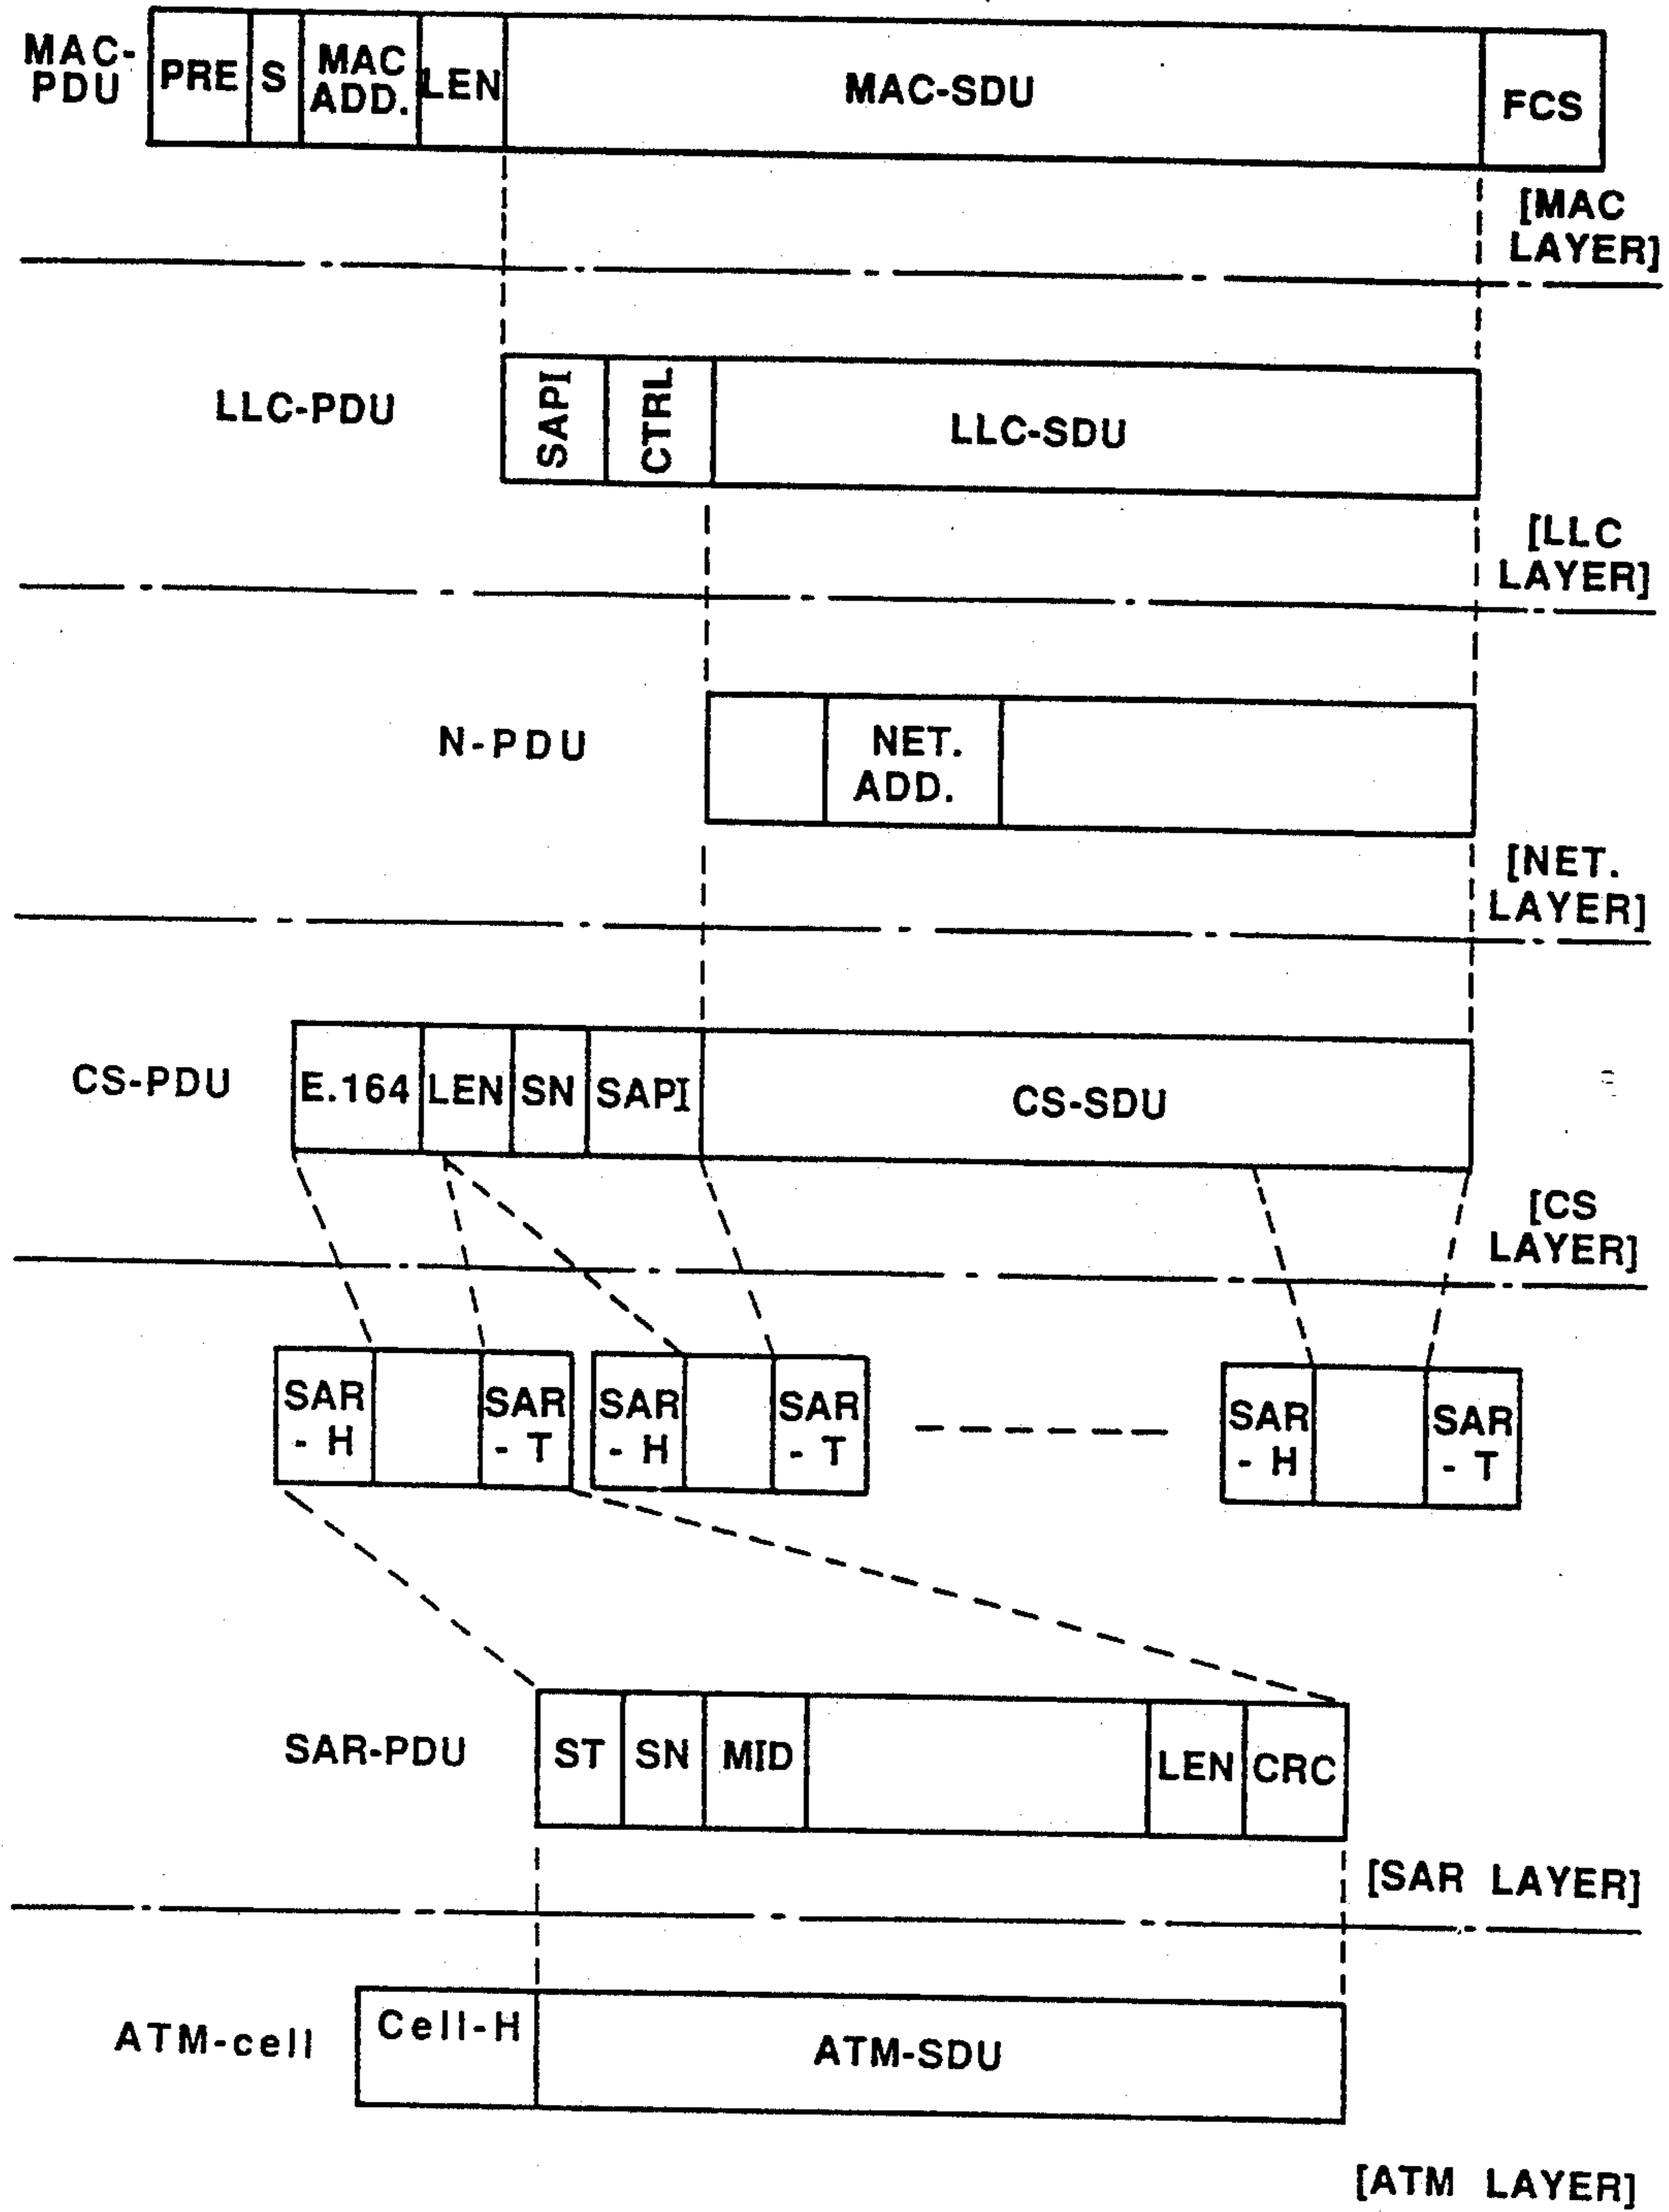 MAC-
PDU
PRE
S
MAC
ADD.
LEN
MAC-SDU
FCS
[MAC
LAYER]
LLC-PDU
SAPI
CTRL
LLC-SDU
[LLC
LAYER]
N-PDU
NET.
ADD.
[NET.
LAYER]
CS-PDU
E.164
LEN
SN
SAPI
CS-SDU
[CS
LAYER]
SAR
- H
SAR
- T
SAR
- H
SAR
- T
SAR
- H
SAR
- T
SAR-PDU
ST
SN
MID
LEN
CRC
[SAR LAYER]
ATM-cell
Cell-H
ATM-SDU
[ATM LAYER]